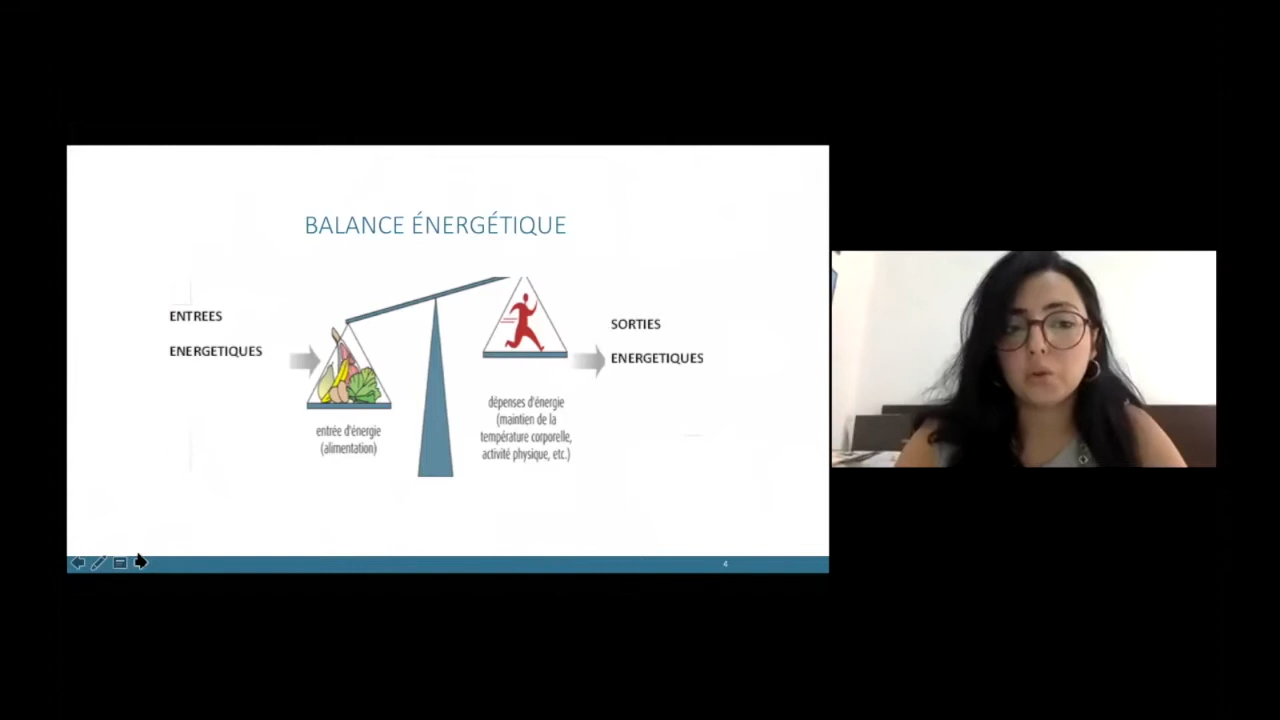 BALANCE ÉNERGÉTIQUE
ENTREES
ENERGETIQUES
entrée d'énergie
(alimentation)
dépenses d'énergie
(maintien de la
température corporelle,
activité physique, etc.)
SORTIES
ENERGETIQUES
4